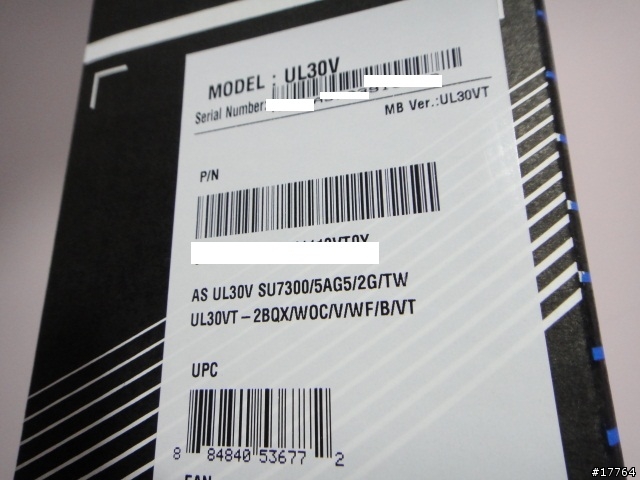 MODEL : UL30V
Serial Number:
MB Ver.:UL30VT
P/N
AS UL30V SU7300/5AG5/2G/TW
UL30VT-2BQX/WOC/V/WF/B/VT
UPC
8 84840 53677 2
EAN
#17764